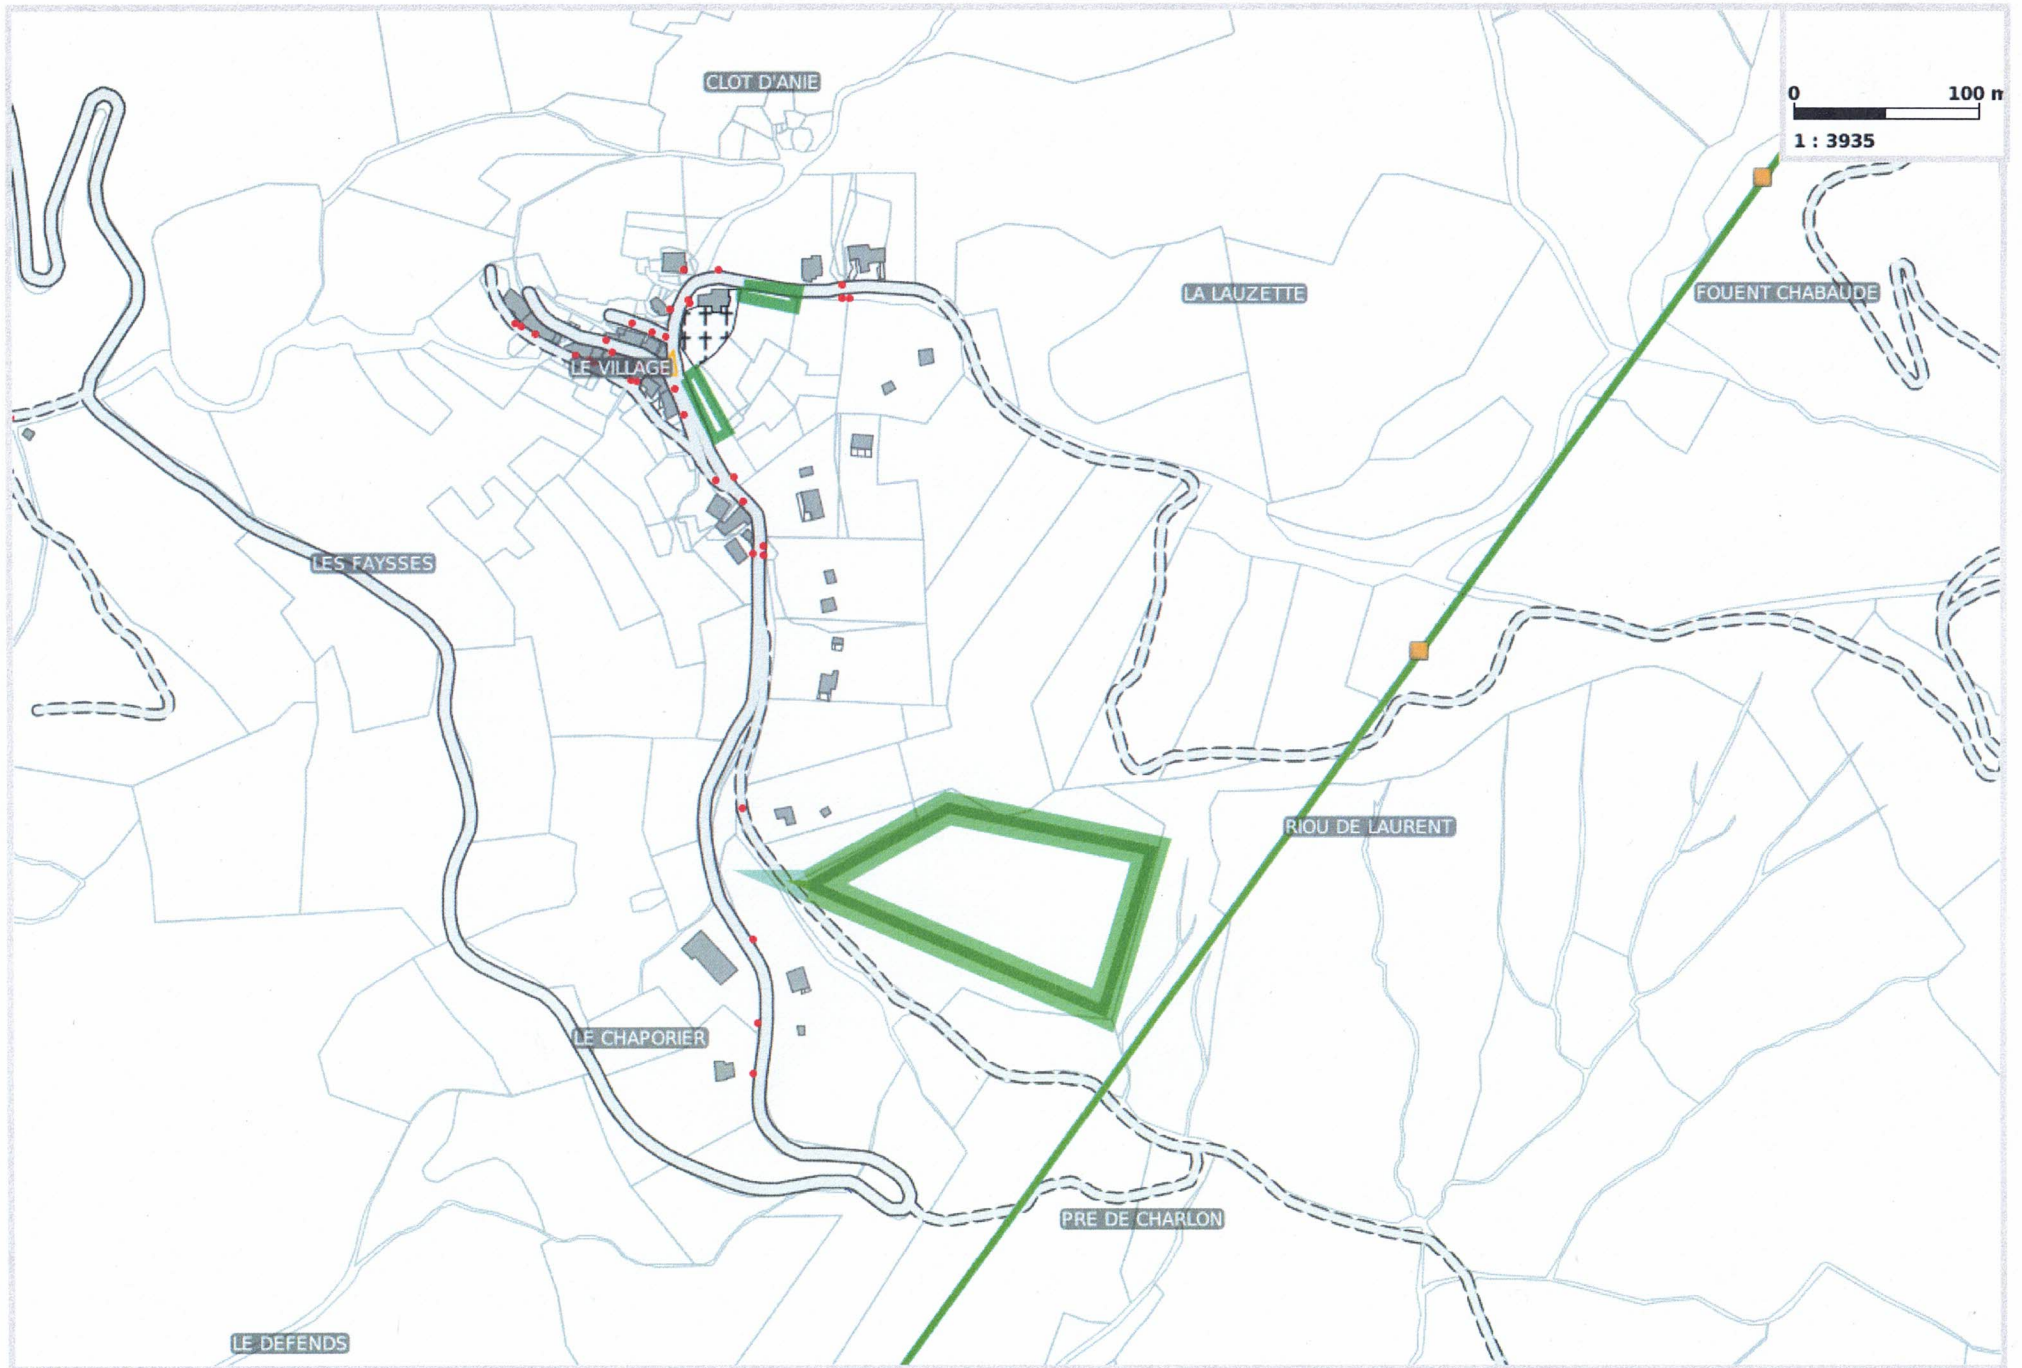 CLOT D'ANIE
0 100 m
1 : 3935
LA LAUZETTE
FOUENT CHABAUDE
LE VILLAGE
LES FAYSSES
RIOU DE LAURENT
LE CHAPORIER
PRE DE CHARLON
LE DEFENDS